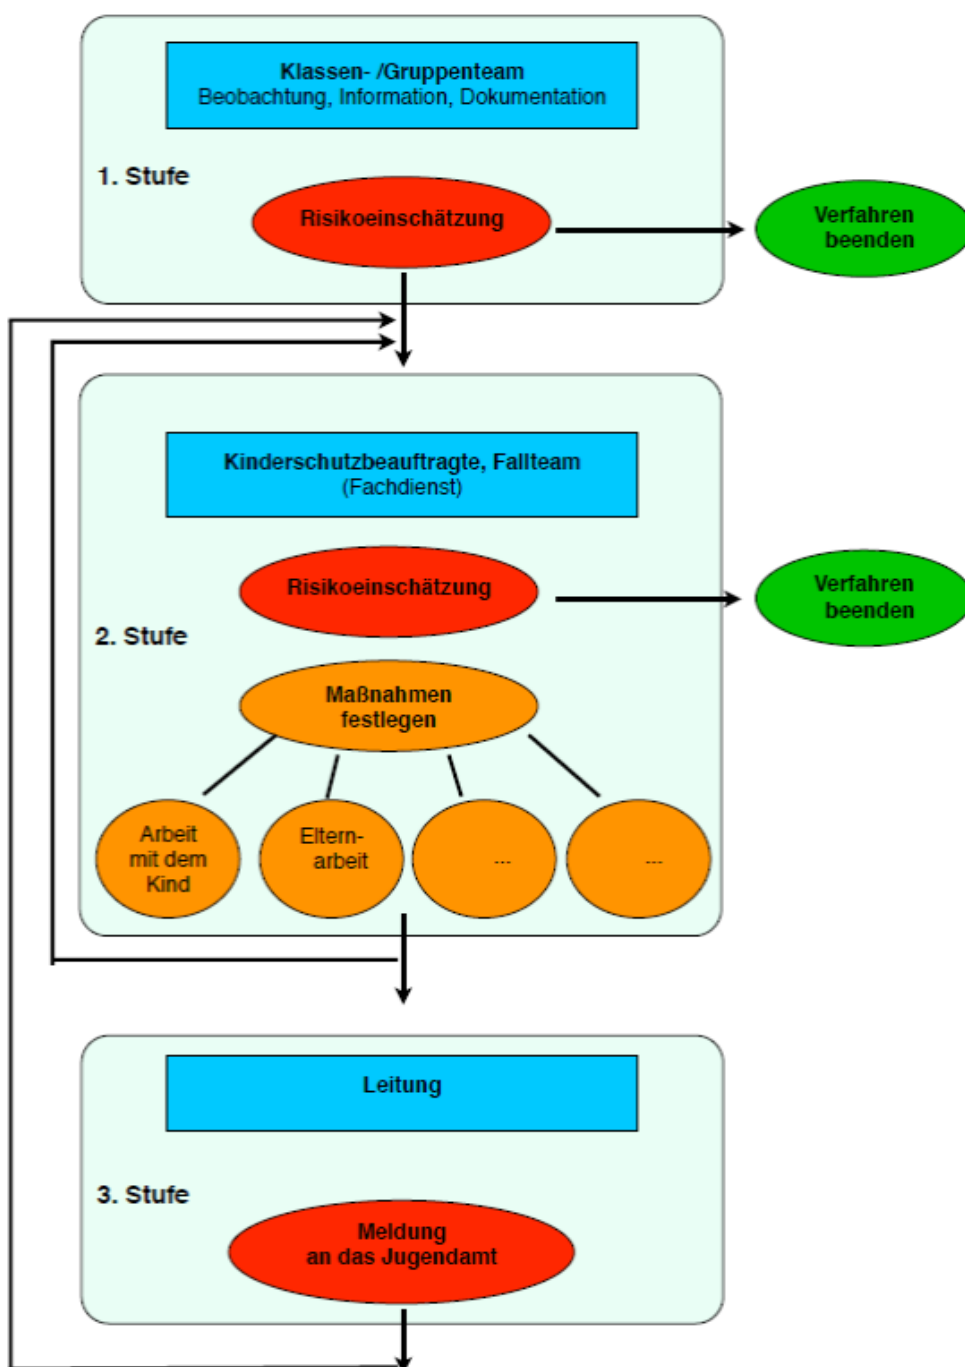 Klassen- /Gruppenteam
Beobachtung, Information, Dokumentation
1. Stufe
Risikoeinschätzung
Verfahren
beenden
Kinderschutzbeauftragte, Fallteam
(Fachdienst)
Risikoeinschätzung
Verfahren
beenden
2. Stufe
Maßnahmen
festlegen
Arbeit
mit dem
Kind
Eltern-
arbeit
...
...
Leitung
3. Stufe
Meldung
an das Jugendamt